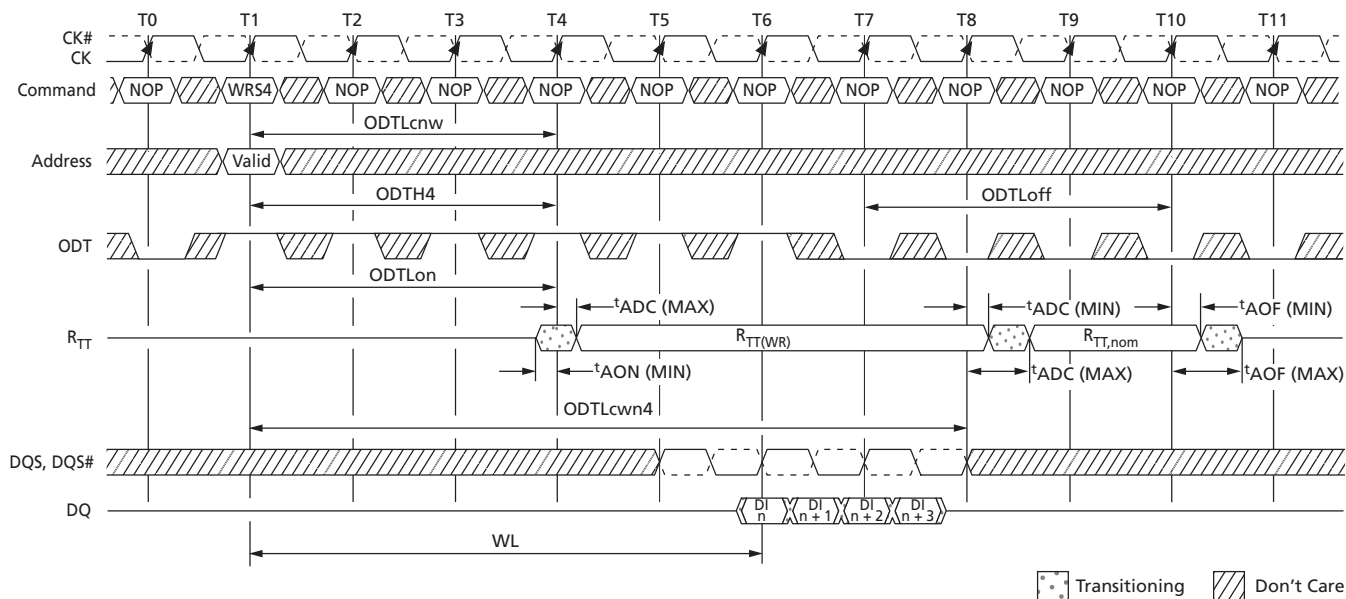 T0 T1 T2 T3 T4 T5 T6 T7 T8 T9 T10 T11
CK#
CK
Command NOP WRS4 NOP NOP NOP NOP NOP NOP NOP NOP NOP NOP
ODTLcnw
Address Valid
ODTH4 ODTLoff
ODT
ODTLon
tADC (MAX) tADC (MIN) tAOF (MIN)
RTT RTT(WR) RTT,nom
tAON (MIN) tADC (MAX) tAOF (MAX)
ODTLcwn4
DQS, DQS#
DQ DI n DI n + 1 DI n + 2 DI n + 3
WL
Transitioning Don't Care